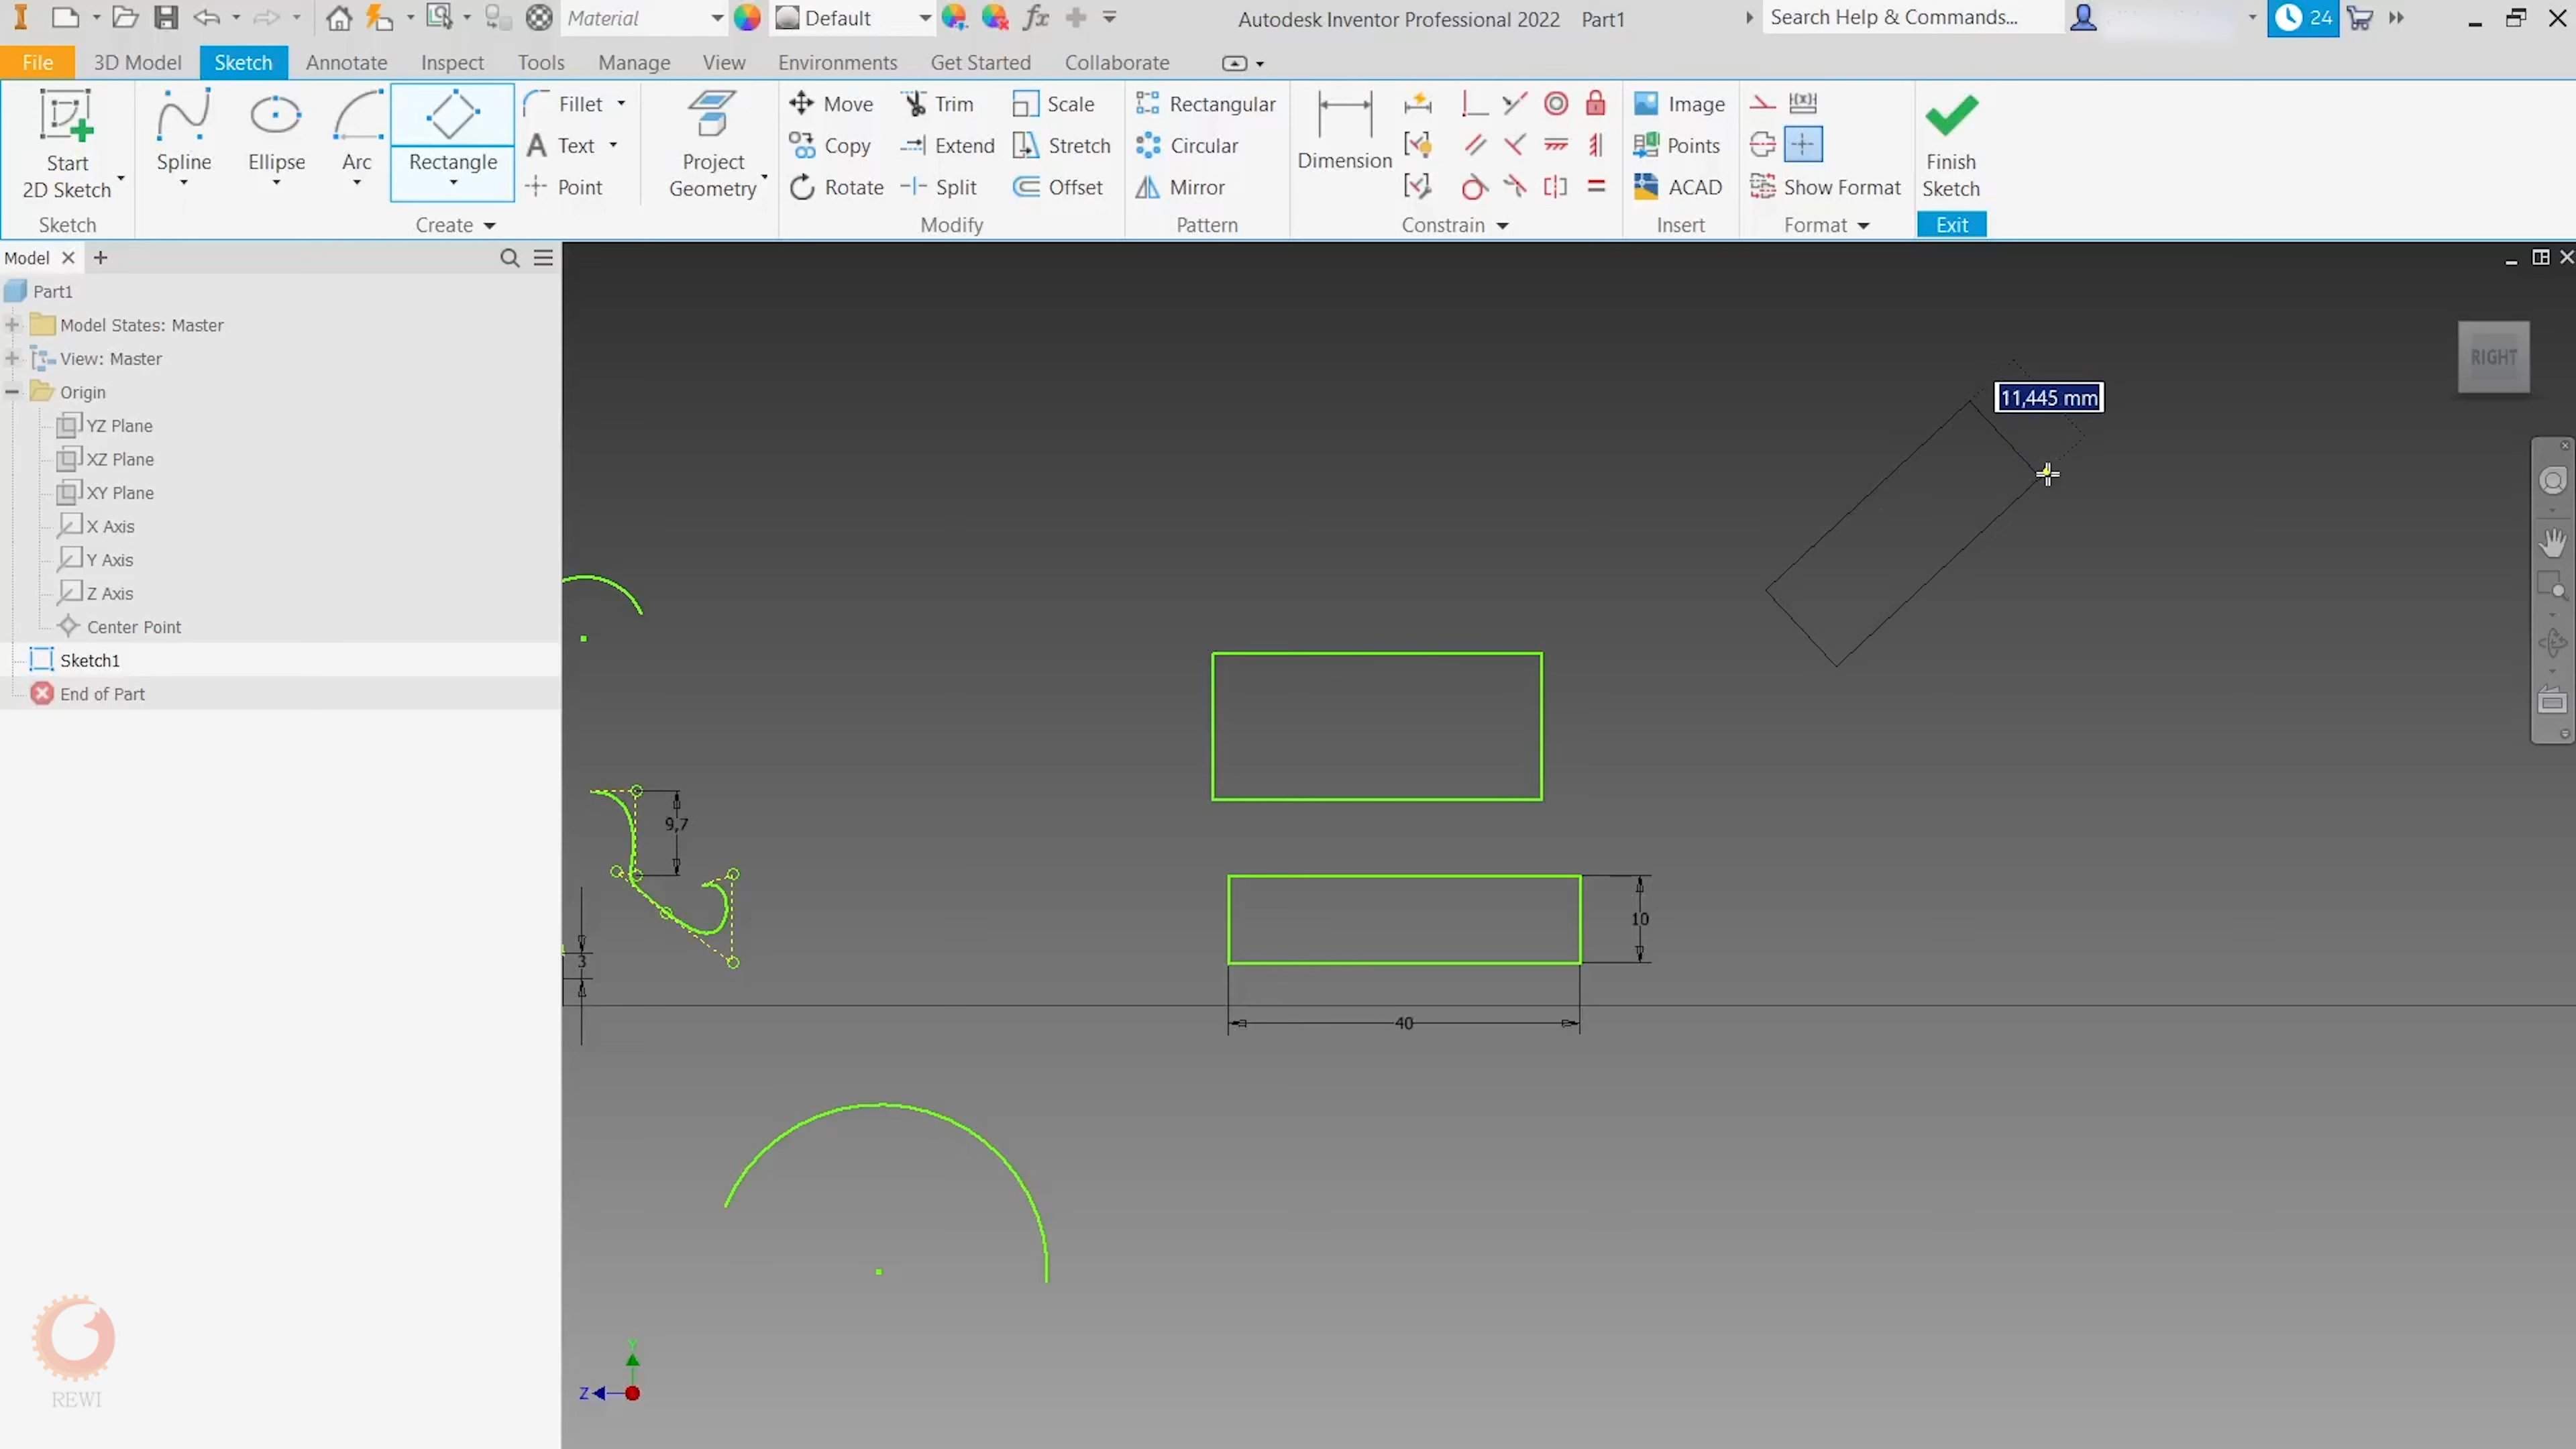 Material
Default
Autodesk Inventor Professional 2022 Part1
Search Help & Commands...
24
File
3D Model
Sketch
Annotate
Inspect
Tools
Manage
View
Environments
Get Started
Collaborate
Start
2D Sketch
Spline
Ellipse
Arc
Rectangle
Fillet
Text
Point
Project
Geometry
Move
Copy
Rotate
Trim
Extend
Split
Scale
Stretch
Offset
Rectangular
Circular
Mirror
Dimension
Image
Points
ACAD
Show Format
Finish
Sketch
Sketch
Create
Modify
Pattern
Constrain
Insert
Format
Exit
Model
Part1
Model States: Master
View: Master
Origin
YZ Plane
XZ Plane
XY Plane
X Axis
Y Axis
Z Axis
Center Point
Sketch1
End of Part
RIGHT
11,445 mm
9,7
3
10
40
Y
Z
REWI